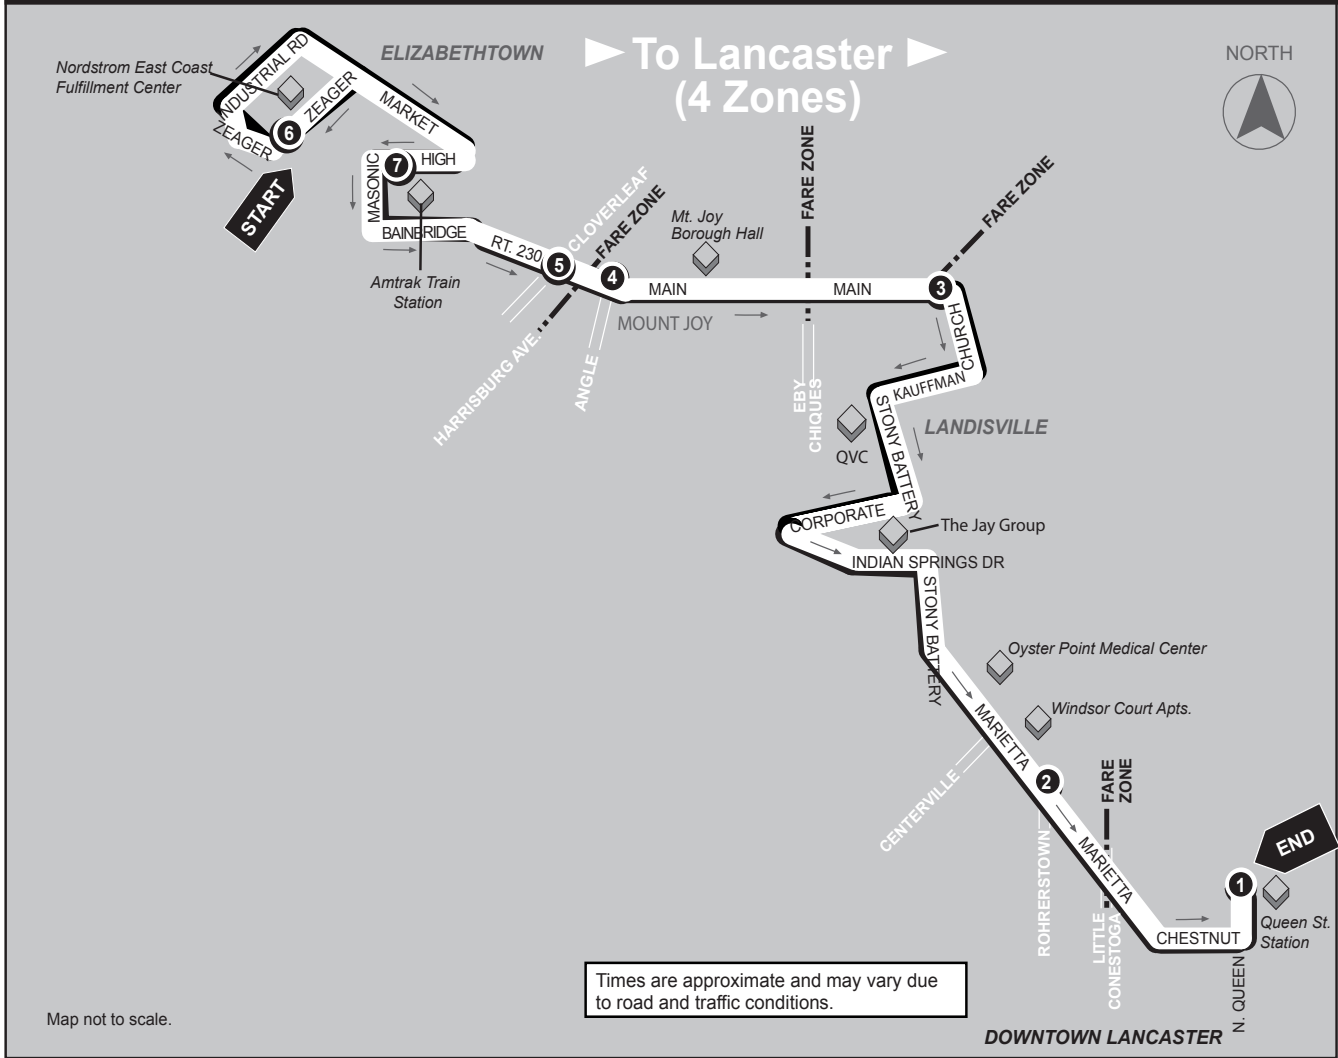 To Lancaster
(4 Zones)
NORTH
ELIZABETHTOWN
Nordstrom East Coast
Fulfillment Center
INDUSTRIAL RD
ZEAGER
ZEAGER
6
MARKET
START
HIGH
7
MASONIC
BAINBRIDGE
Amtrak Train
Station
RT. 230
5
CLOVERLEAF
FARE ZONE
HARRISBURG AVE.
4
ANGLE
Mt. Joy
Borough Hall
MAIN
MOUNT JOY
FARE ZONE
EBY
CHIQUES
MAIN
3
FARE ZONE
CHURCH
KAUFFMAN
LANDISVILLE
STONY BATTERY
QVC
CORPORATE
The Jay Group
INDIAN SPRINGS DR
STONY BATTERY
Oyster Point Medical Center
Windsor Court Apts.
MARIETTA
CENTERVILLE
2
ROHRERSTOWN
FARE
ZONE
MARIETTA
LITTLE
CONESTOGA
END
1
Queen St.
Station
CHESTNUT
N. QUEEN
Times are approximate and may vary due
to road and traffic conditions.
Map not to scale.
DOWNTOWN LANCASTER